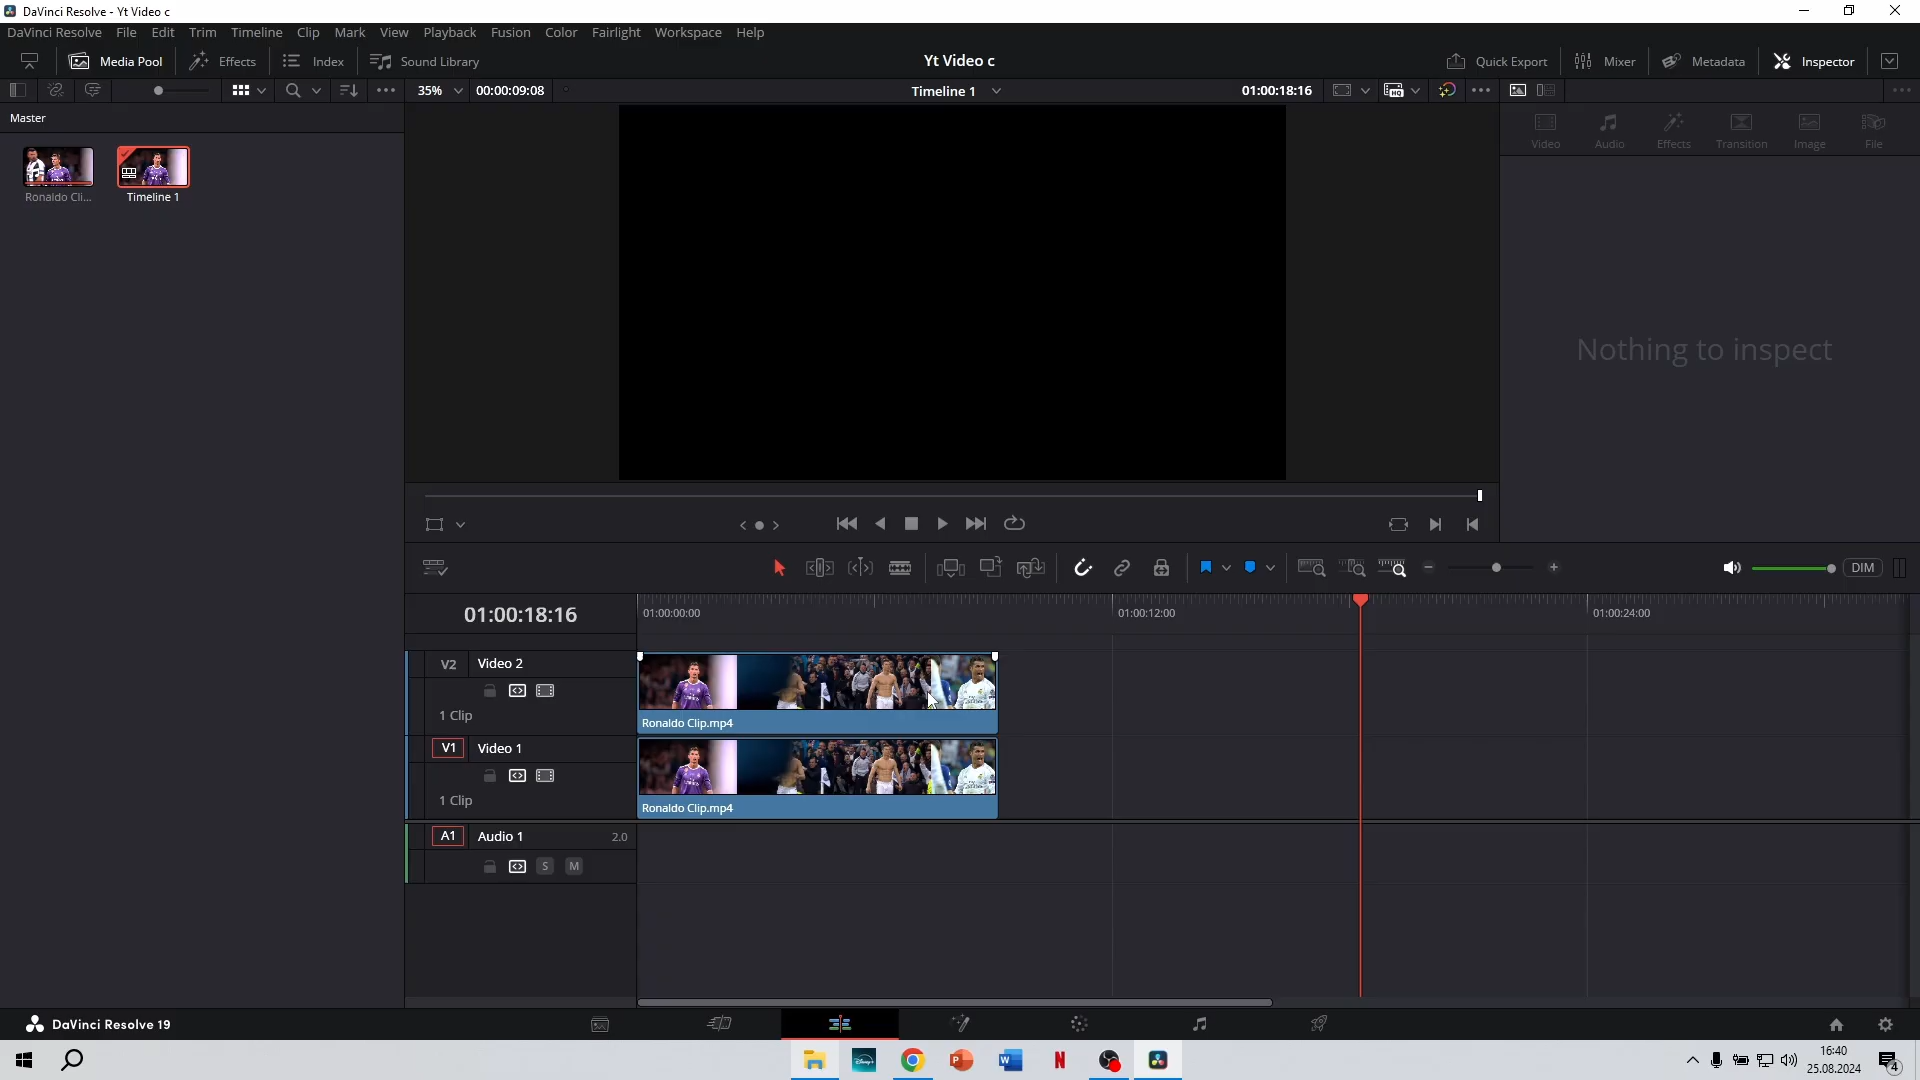 DaVinci Resolve - Yt Video c
DaVinci Resolve File Edit Trim Timeline Clip Mark View Playback Fusion Color Fairlight Workspace Help
Media Pool Effects Index Sound Library Yt Video c Quick Export Mixer Metadata Inspector
35% 00:00:09:08 Timeline 1 01:00:18:16
Master
Video Audio Effects Transition Image File
Ronaldo Cli... Timeline 1
Nothing to inspect
DIM
01:00:18:16 01:00:00:00 01:00:12:00 01:00:24:00
V2 Video 2
1 Clip
Ronaldo Clip.mp4
V1 Video 1
1 Clip
Ronaldo Clip.mp4
A1 Audio 1 2.0
S M
DaVinci Resolve 19
Disney+ P W N
16:40
25.08.2024
4